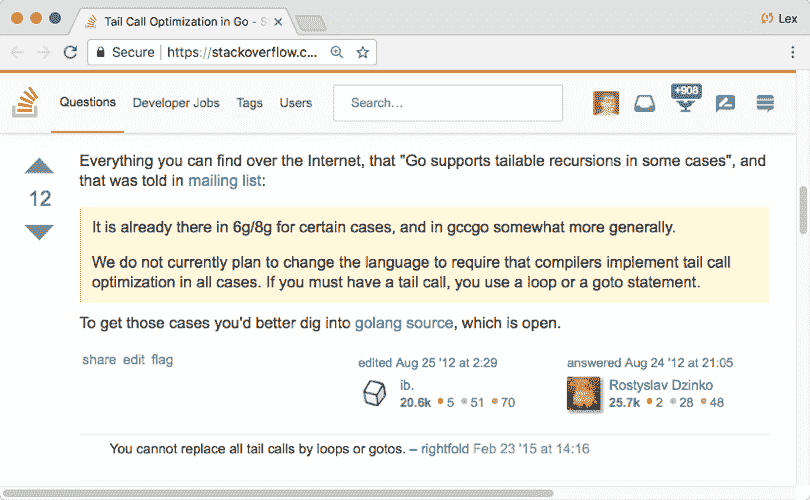 Tail Call Optimization in Go - S
Lex
Secure | https://stackoverflow.c...
Questions Developer Jobs Tags Users Search... +908
Everything you can find over the Internet, that "Go supports tailable recursions in some cases", and
that was told in mailing list:
12
It is already there in 6g/8g for certain cases, and in gccgo somewhat more generally.
We do not currently plan to change the language to require that compilers implement tail call
optimization in all cases. If you must have a tail call, you use a loop or a goto statement.
To get those cases you'd better dig into golang source, which is open.
share edit flag
edited Aug 25 '12 at 2:29
ib.
20.6k 5 51 70
answered Aug 24 '12 at 21:05
Rostyslav Dzinko
25.7k 2 28 48
You cannot replace all tail calls by loops or gotos. – rightfold Feb 23 '15 at 14:16